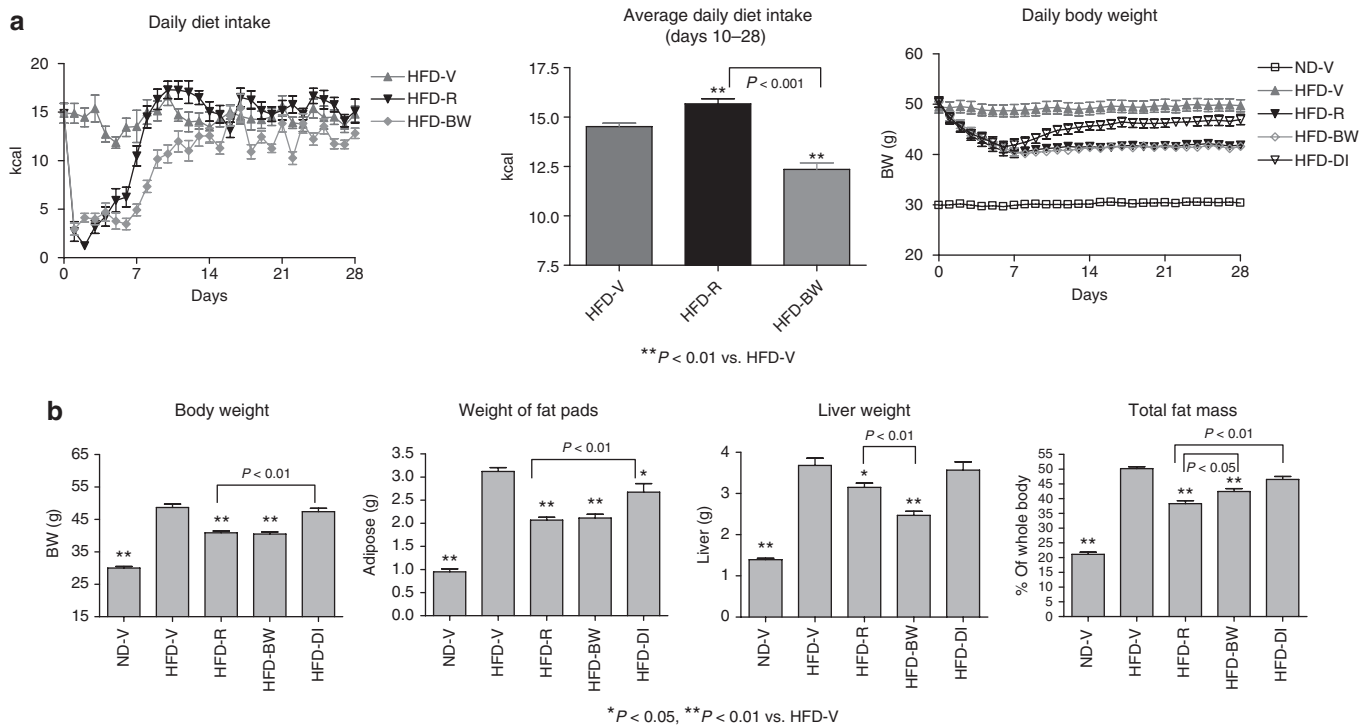 a
Daily diet intake
20
15
10
5
0
kcal
0 7 14 21 28
Days
HFD-V
HFD-R
HFD-BW
Average daily diet intake
(days 10–28)
17.5
15.0
12.5
10.0
7.5
kcal
**
P < 0.001
**
HFD-V
HFD-R
HFD-BW
**P < 0.01 vs. HFD-V
Daily body weight
60
50
40
30
20
BW (g)
0 7 14 21 28
Days
ND-V
HFD-V
HFD-R
HFD-BW
HFD-DI
b
Body weight
65
55
45
35
25
15
BW (g)
P < 0.01
** ** **
ND-V
HFD-V
HFD-R
HFD-BW
HFD-DI
Weight of fat pads
3.5
3.0
2.5
2.0
1.5
1.0
0.5
0.0
Adipose (g)
P < 0.01
** ** ** *
ND-V
HFD-V
HFD-R
HFD-BW
HFD-DI
Liver weight
4
3
2
1
0
Liver (g)
P < 0.01
** * **
ND-V
HFD-V
HFD-R
HFD-BW
HFD-DI
Total fat mass
55
50
45
40
35
30
25
20
15
10
5
0
% Of whole body
P < 0.01
P < 0.05
** ** **
ND-V
HFD-V
HFD-R
HFD-BW
HFD-DI
*P < 0.05, **P < 0.01 vs. HFD-V